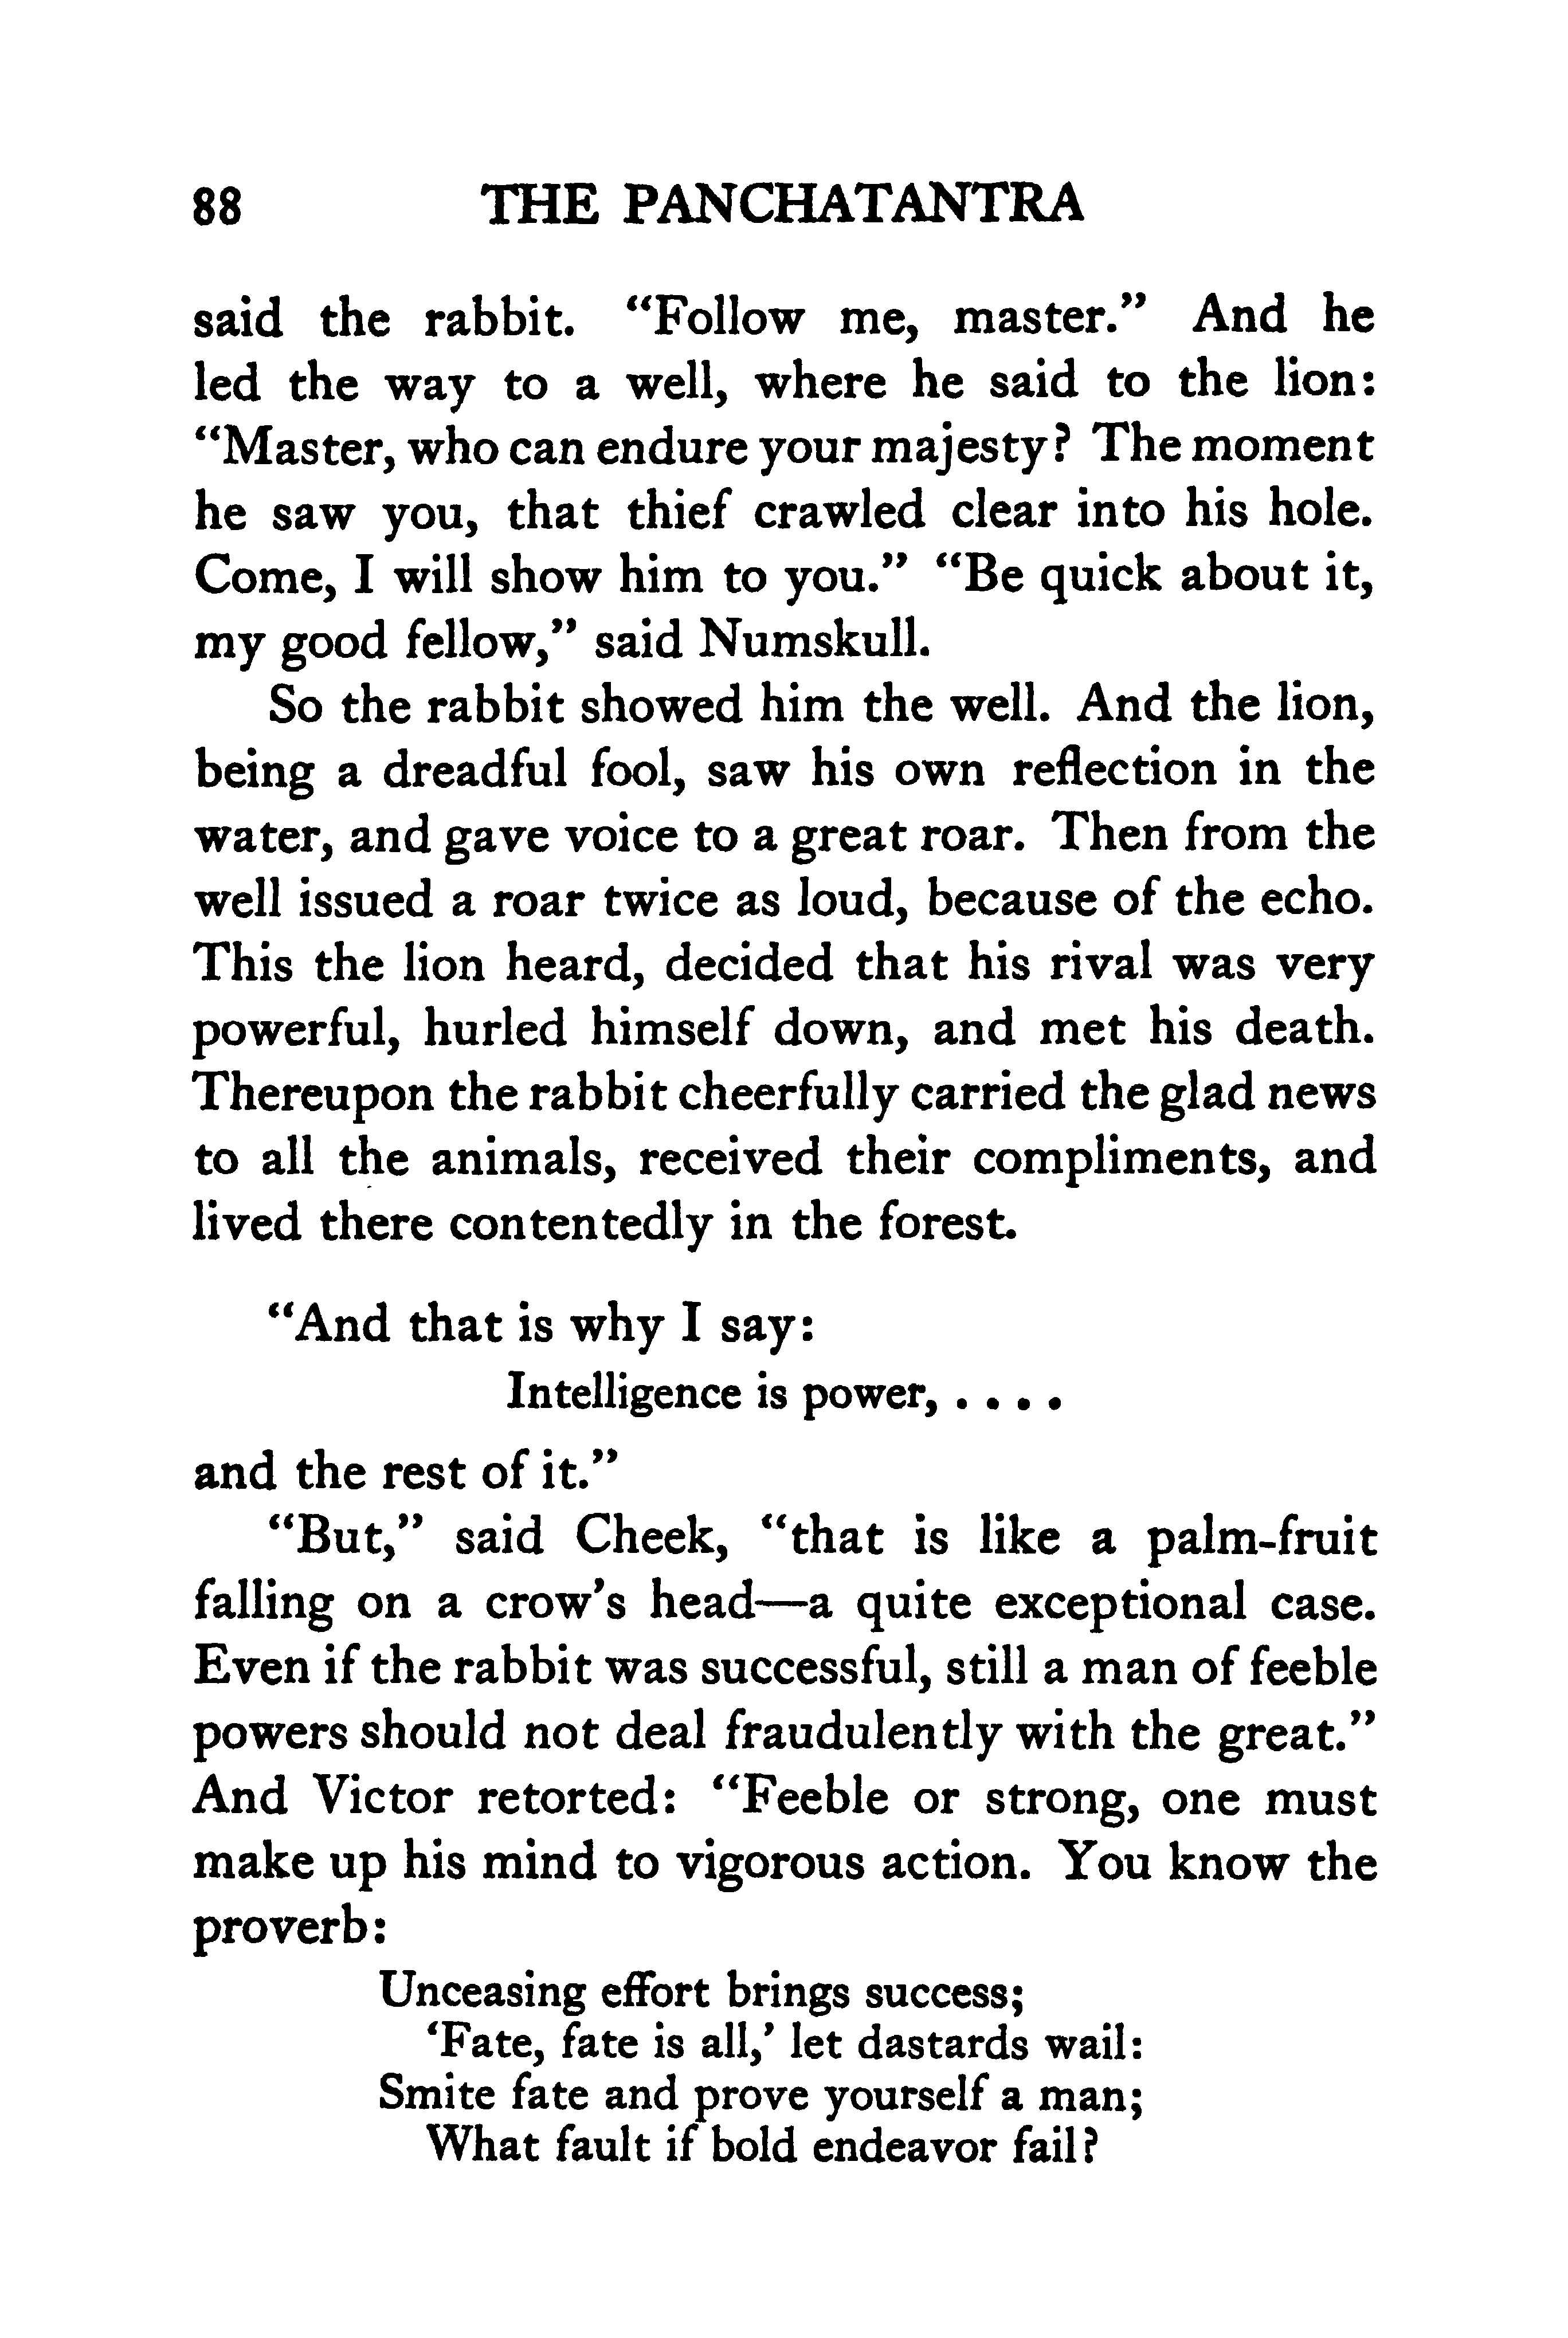 88 THE PANCHATANTRA
said the rabbit. “Follow me, master.” And he
led the way to a well, where he said to the lion:
“Master, who can endure your majesty? The moment
he saw you, that thief crawled clear into his hole.
Come, I will show him to you.” “Be quick about it,
my good fellow,” said Numskull.
So the rabbit showed him the well. And the lion,
being a dreadful fool, saw his own reflection in the
water, and gave voice to a great roar. Then from the
well issued a roar twice as loud, because of the echo.
This the lion heard, decided that his rival was very
powerful, hurled himself down, and met his death.
Thereupon the rabbit cheerfully carried the glad news
to all the animals, received their compliments, and
lived there contentedly in the forest.
“And that is why I say:
Intelligence is power, . . . .
and the rest of it.”
“But,” said Cheek, “that is like a palm-fruit
falling on a crow’s head—a quite exceptional case.
Even if the rabbit was successful, still a man of feeble
powers should not deal fraudulently with the great.”
And Victor retorted: “Feeble or strong, one must
make up his mind to vigorous action. You know the
proverb:
Unceasing effort brings success;
‘Fate, fate is all,’ let dastards wail:
Smite fate and prove yourself a man;
What fault if bold endeavor fail?